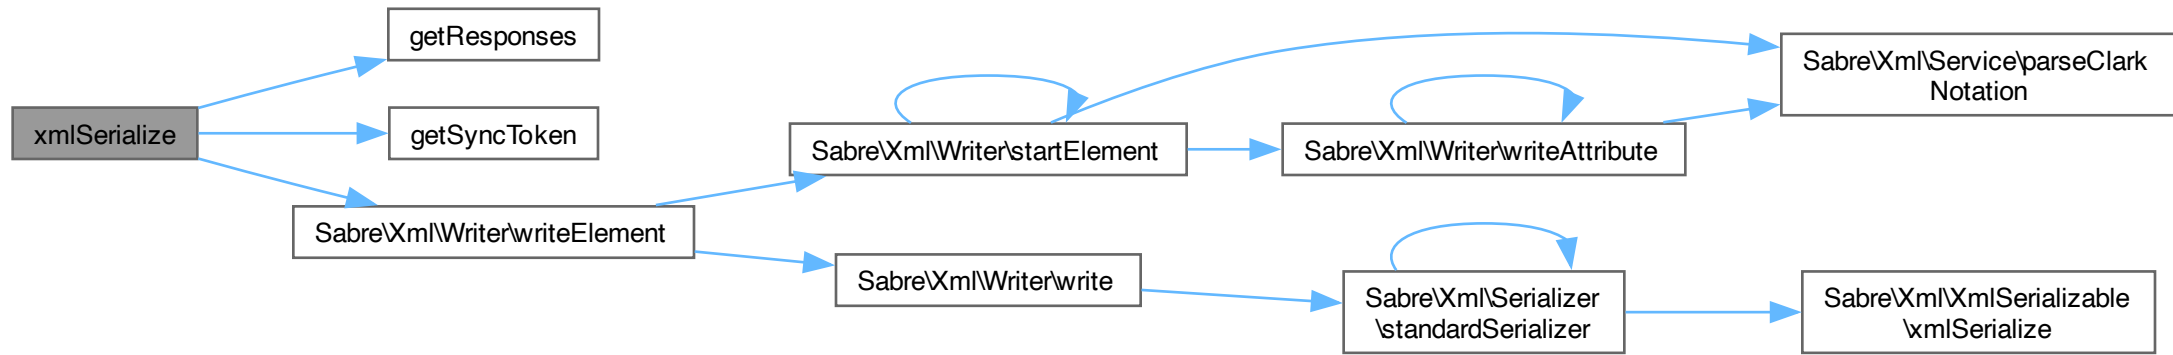 xmlSerialize
getResponses
getSyncToken
Sabre\Xml\Writer\writeElement
Sabre\Xml\Writer\startElement
Sabre\Xml\Writer\write
Sabre\Xml\Writer\writeAttribute
Sabre\Xml\Serializer
\standardSerializer
Sabre\Xml\Service\parseClark
Notation
Sabre\Xml\XmlSerializable
\xmlSerialize